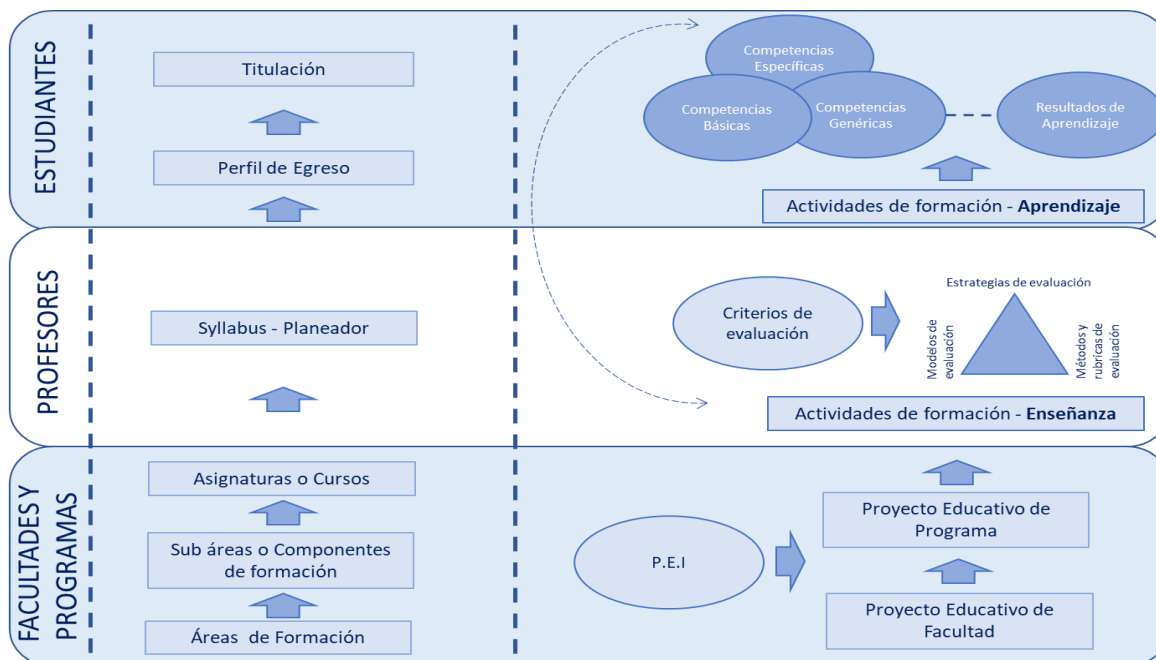 ESTUDIANTES
Titulación
Perfil de Egreso
Competencias
Específicas
Competencias
Básicas
Competencias
Genéricas
Resultados de
Aprendizaje
Actividades de formación - Aprendizaje
PROFESORES
Syllabus - Planeador
Criterios de
evaluación
Estrategias de evaluación
Modelos de
evaluación
Métodos y
rubricas de
evaluación
Actividades de formación - Enseñanza
FACULTADES Y
PROGRAMAS
Asignaturas o Cursos
Sub áreas o Componentes
de formación
Áreas de Formación
P.E.I
Proyecto Educativo de
Programa
Proyecto Educativo de
Facultad